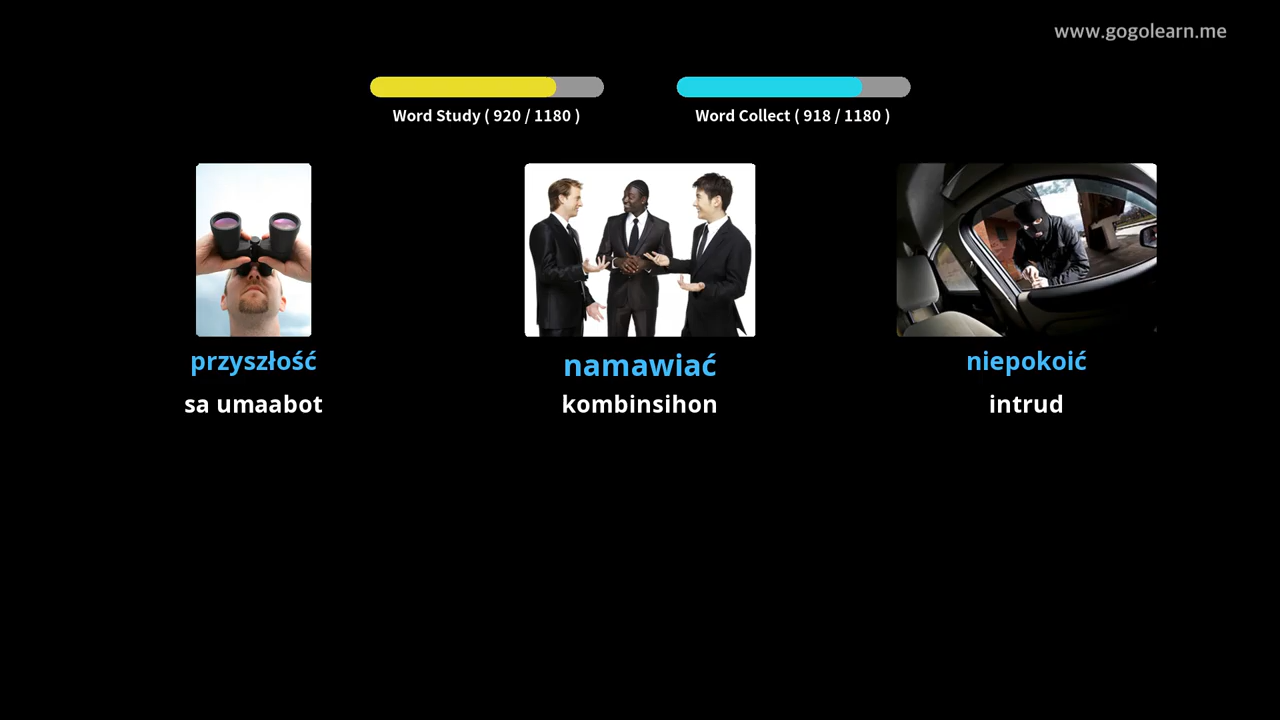 www.gogolearn.me
Word Study ( 920 / 1180 )
Word Collect ( 918 / 1180 )
przyszłość
namawiać
niepokoić
sa umaabot
kombinsihon
intrud